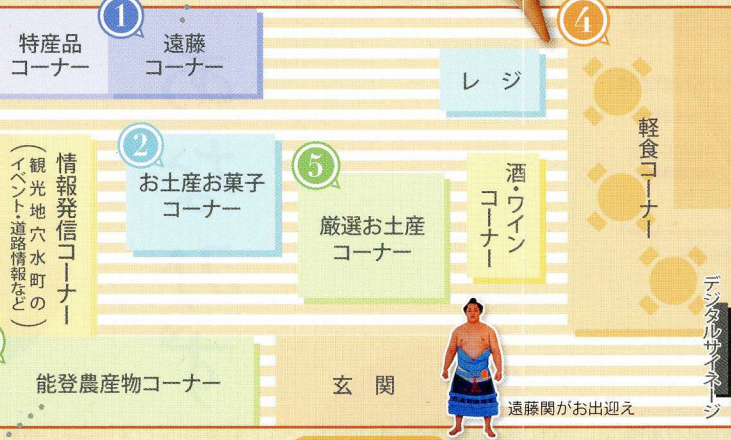 1
特産品
コーナー
遠藤
コーナー
レ ジ
4
軽食コーナー
2
お土産お菓子
コーナー
5
厳選お土産
コーナー
酒・ワイン
コーナー
情報発信コーナー
(観光地穴水町の
イベント・道路情報など)
能登農産物コーナー
玄 関
遠藤関がお出迎え
デジタルサイネージ